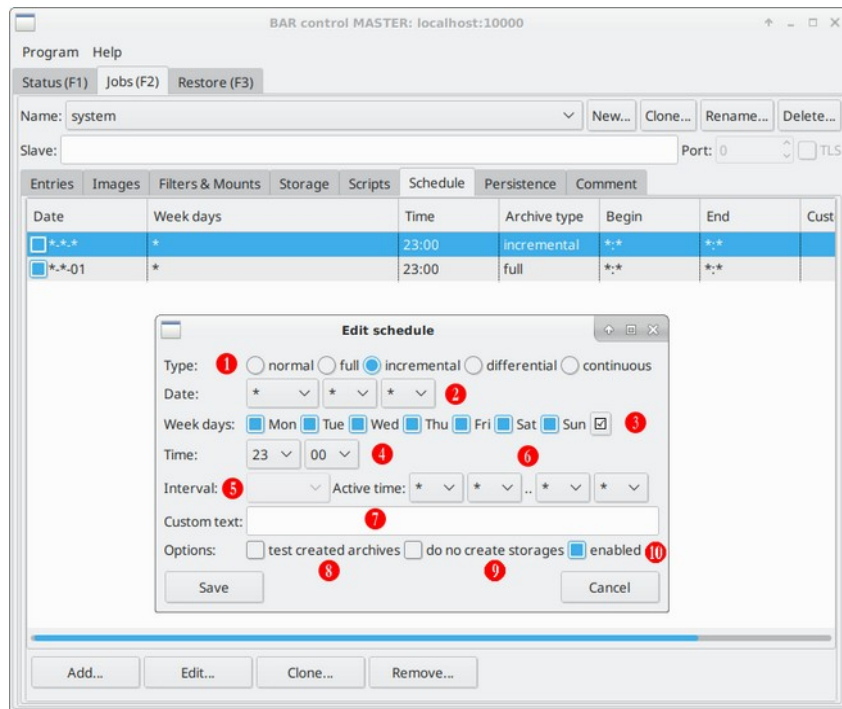 BAR control MASTER: localhost:10000
Program Help
Status (F1) Jobs (F2) Restore (F3)
Name: system New... Clone... Rename... Delete...
Slave: Port: 0 TLS
Entries Images Filters & Mounts Storage Scripts Schedule Persistence Comment
Date Week days Time Archive type Begin End Cust
*-*-* * 23:00 incremental *:* *:*
*-*-01 * 23:00 full *:* *:*
Edit schedule
Type: 1 normal full incremental differential continuous
Date: * * * 2
Week days: Mon Tue Wed Thu Fri Sat Sun 3
Time: 23 00 4 6
Interval: 5 Active time: * * .. * *
Custom text: 7
Options: test created archives do no create storages enabled 10
8 9
Save Cancel
Add... Edit... Clone... Remove...